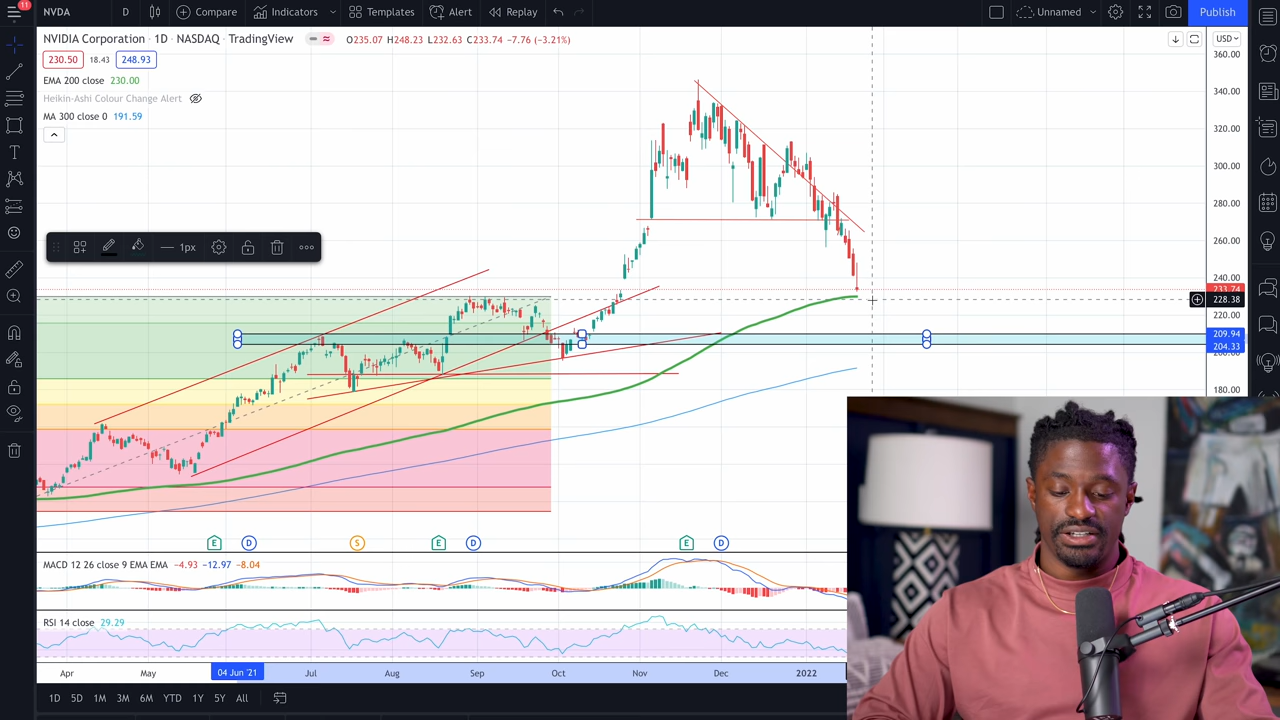 11
NVDA D Compare Indicators Templates Alert Replay Unnamed Publish
NVIDIA Corporation · 1D · NASDAQ · TradingView O235.07 H248.23 L232.63 C233.74 −7.76 (−3.21%)
USD
230.50 18.43 248.93
EMA 200 close 230.00
Heikin-Ashi Colour Change Alert
MA 300 close 0 191.59
360.00
340.00
320.00
300.00
280.00
260.00
1px
240.00
233.74
228.38
220.00
209.94
204.33
200.00
180.00
E D S E D E D
MACD 12 26 close 9 EMA EMA −4.93 −12.97 −8.04
RSI 14 close 29.29
Apr May 04 Jun '21 Jul Aug Sep Oct Nov Dec 2022
1D 5D 1M 3M 6M YTD 1Y 5Y All